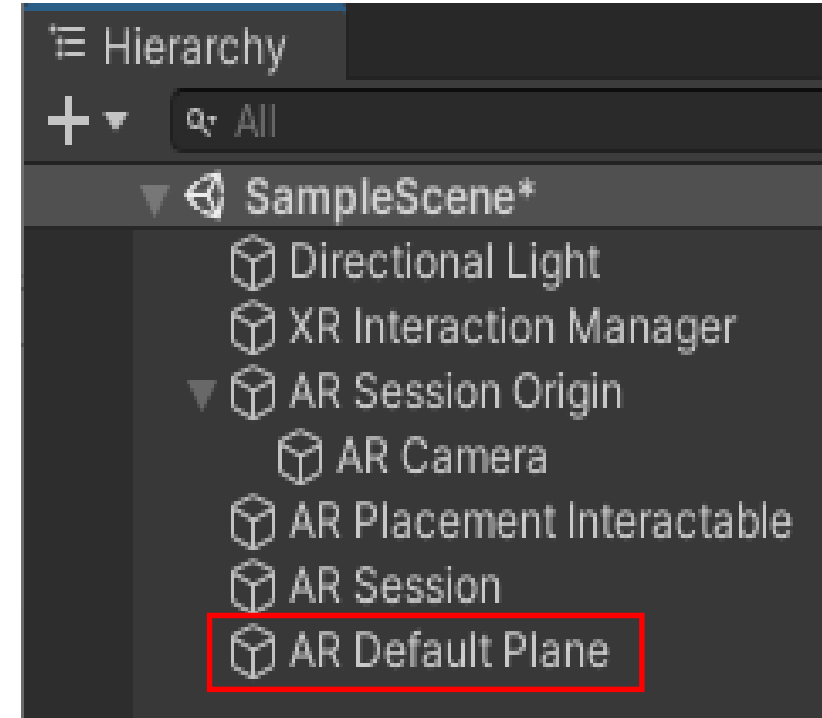 Hierarchy
All
SampleScene*
Directional Light
XR Interaction Manager
AR Session Origin
AR Camera
AR Placement Interactable
AR Session
AR Default Plane